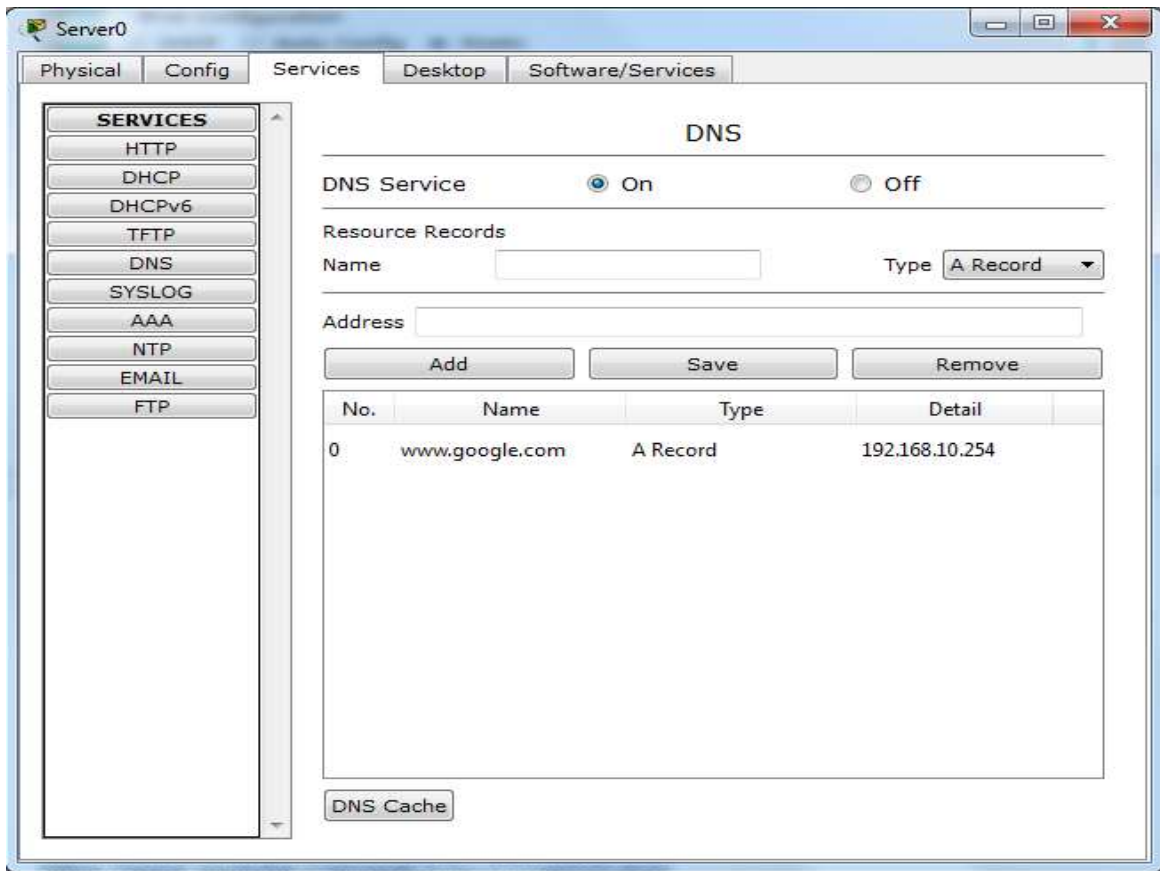 Server0
Physical Config Services Desktop Software/Services
SERVICES
HTTP
DHCP
DHCPv6
TFTP
DNS
SYSLOG
AAA
NTP
EMAIL
FTP
DNS
DNS Service On Off
Resource Records
Name Type A Record
Address
Add Save Remove
No. Name Type Detail
0 www.google.com A Record 192.168.10.254
DNS Cache